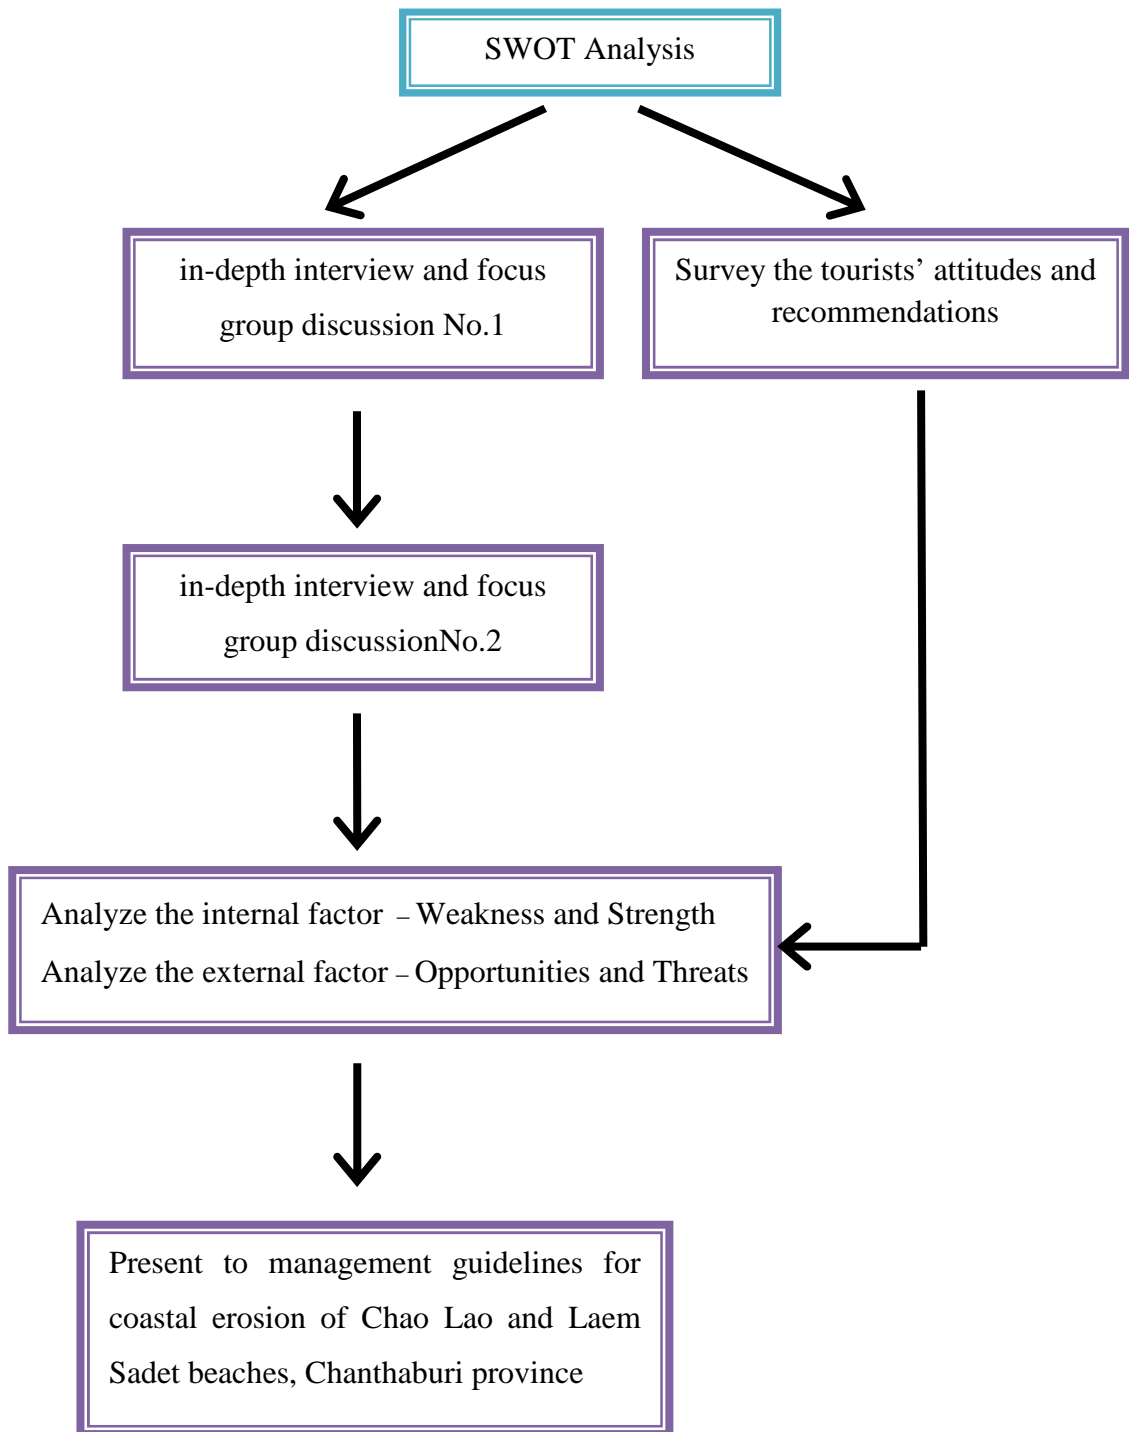 SWOT Analysis
in-depth interview and focus
group discussion No.1
Survey the tourists’ attitudes and
recommendations
in-depth interview and focus
group discussionNo.2
Analyze the internal factor – Weakness and Strength
Analyze the external factor – Opportunities and Threats
Present to management guidelines for
coastal erosion of Chao Lao and Laem
Sadet beaches, Chanthaburi province